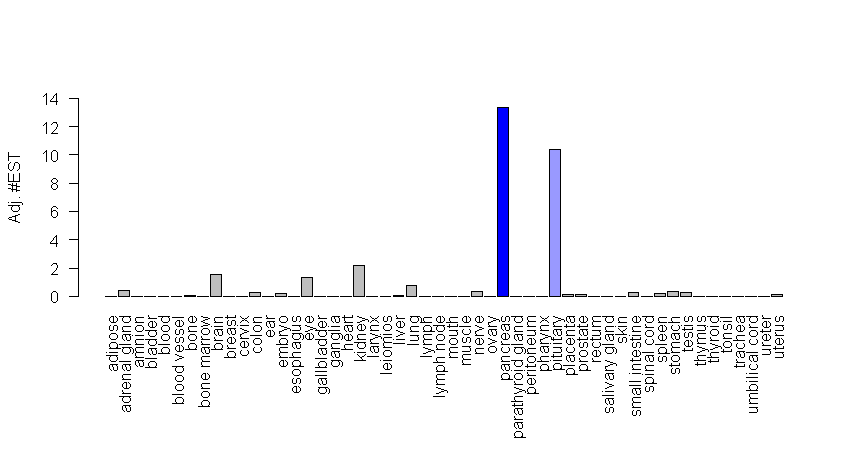 Adj. #EST
14
12
10
8
6
4
2
0
adipose
adrenal gland
amnion
bladder
blood
blood vessel
bone
bone marrow
brain
breast
cervix
colon
ear
embryo
esophagus
eye
gallbladder
ganglia
heart
kidney
larynx
leiomios
liver
lung
lymph
lymph node
mouth
muscle
nerve
ovary
pancreas
parathyroid gland
peritoneum
pharynx
pituitary
placenta
prostate
rectum
salivary gland
skin
small intestine
spinal cord
spleen
stomach
testis
thymus
thyroid
tonsil
trachea
umbilical cord
ureter
uterus